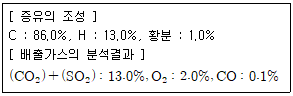 [ 중유의 조성 ]
C : 86.0%, H : 13.0%, 황분 : 1.0%
[ 배출가스의 분석결과 ]
(CO₂)+(SO₂) : 13.0%, O₂ : 2.0%, CO : 0.1%